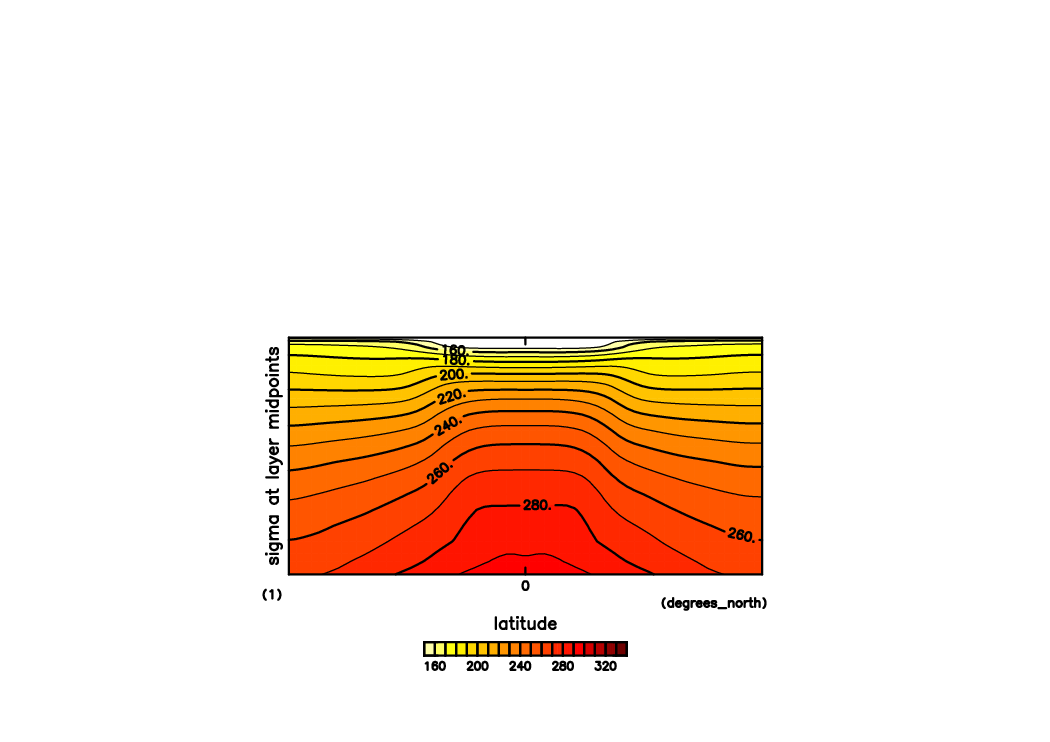 sigma at layer midpoints
160.
180.
200.
220.
240.
260.
280.
260.
0
(1)
(degrees_north)
latitude
160 200 240 280 320